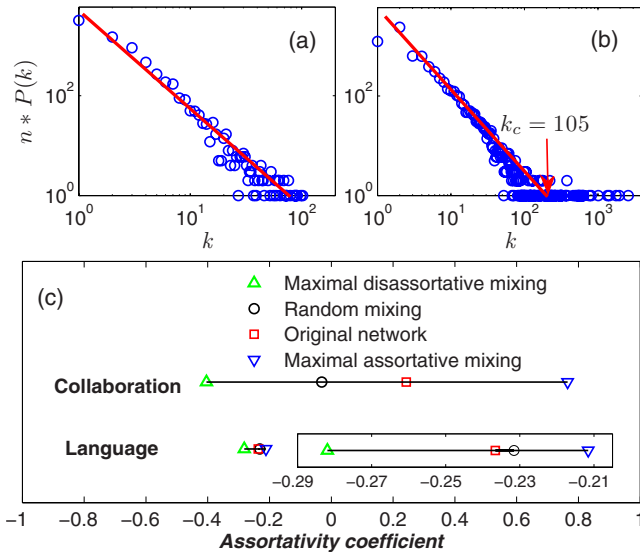 (a)
(b)
n * P(k)
10^2
10^0
10^0
10^1
10^2
k
10^2
10^0
10^0
10^1
10^2
10^3
k
k_c = 105
(c)
Maximal disassortative mixing
Random mixing
Original network
Maximal assortative mixing
Collaboration
Language
−0.29
−0.27
−0.25
−0.23
−0.21
−1
−0.8
−0.6
−0.4
−0.2
0
0.2
0.4
0.6
0.8
1
Assortativity coefficient